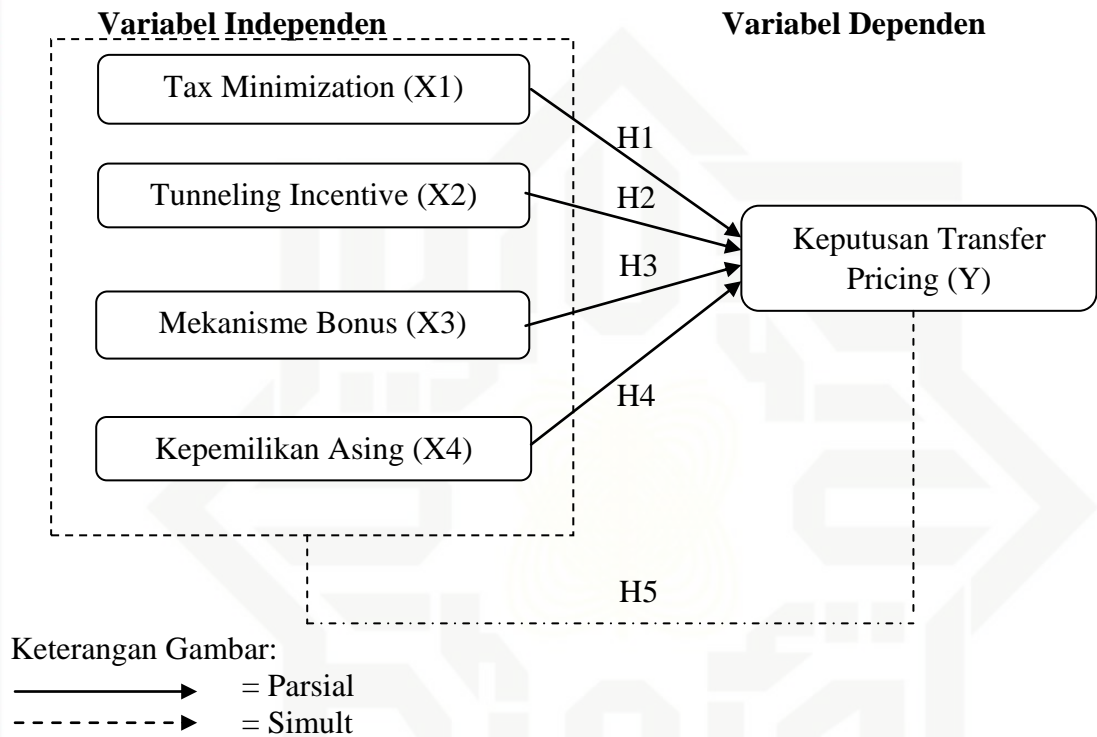 Variabel Independen
Variabel Dependen
Tax Minimization (X1)
H1
Tunneling Incentive (X2)
H2
Keputusan Transfer
Pricing (Y)
H3
Mekanisme Bonus (X3)
H4
Kepemilikan Asing (X4)
H5
Keterangan Gambar:
= Parsial
= Simult